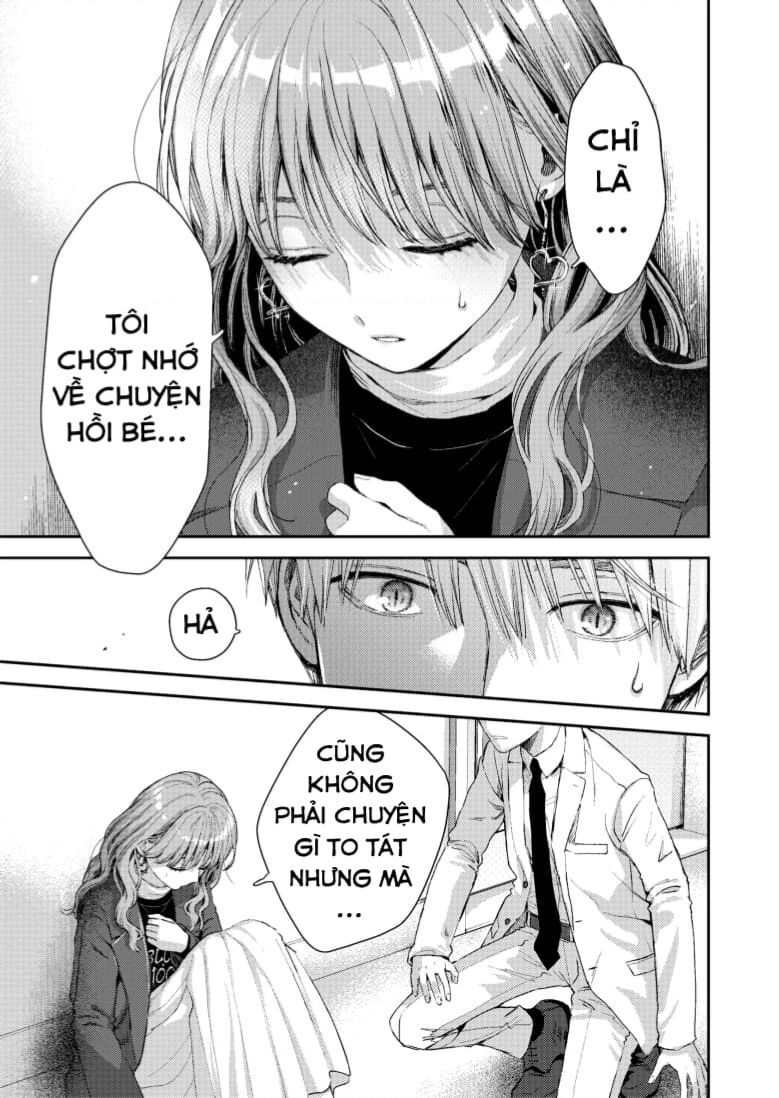 CHỈ
LÀ
...
TÔI
CHỢT NHỚ
VỀ CHUYỆN
HỒI BÉ...
HẢ
CŨNG
KHÔNG
PHẢI CHUYỆN
GÌ TO TÁT
NHƯNG MÀ
...